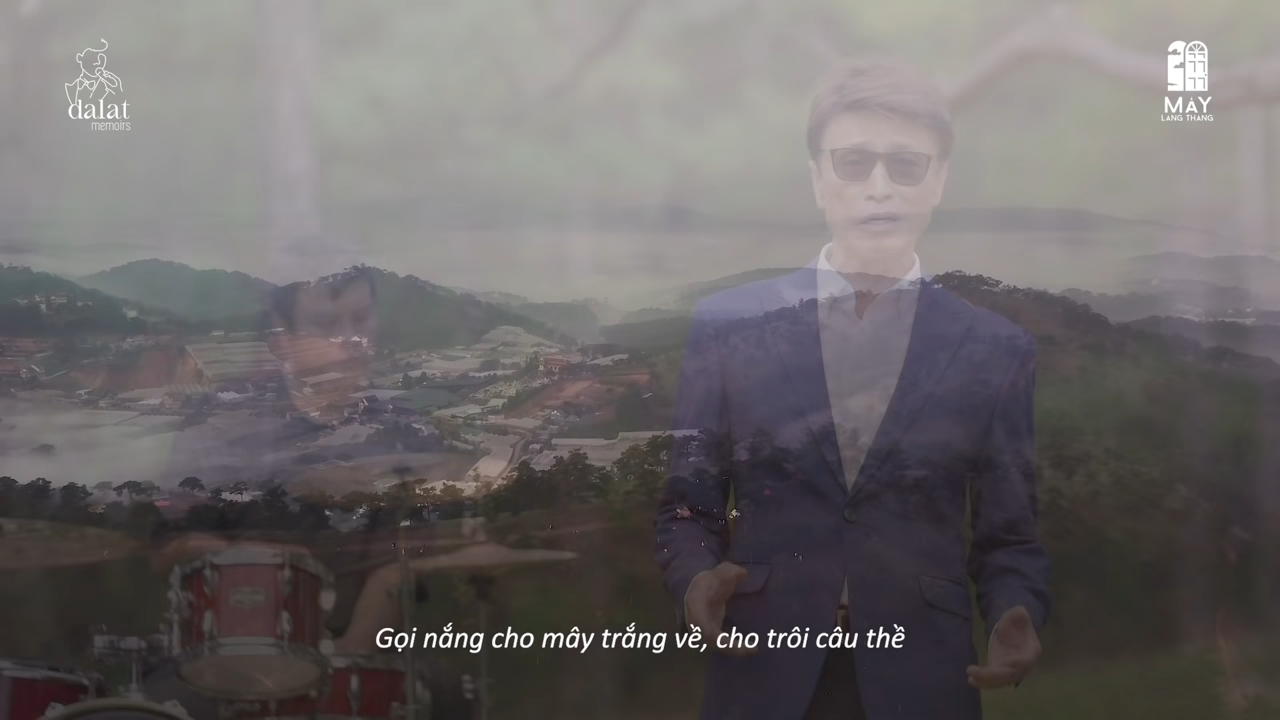 dalat
memoirs
MÂY
LANG THANG
Gọi nắng cho mây trắng về, cho trôi câu thề